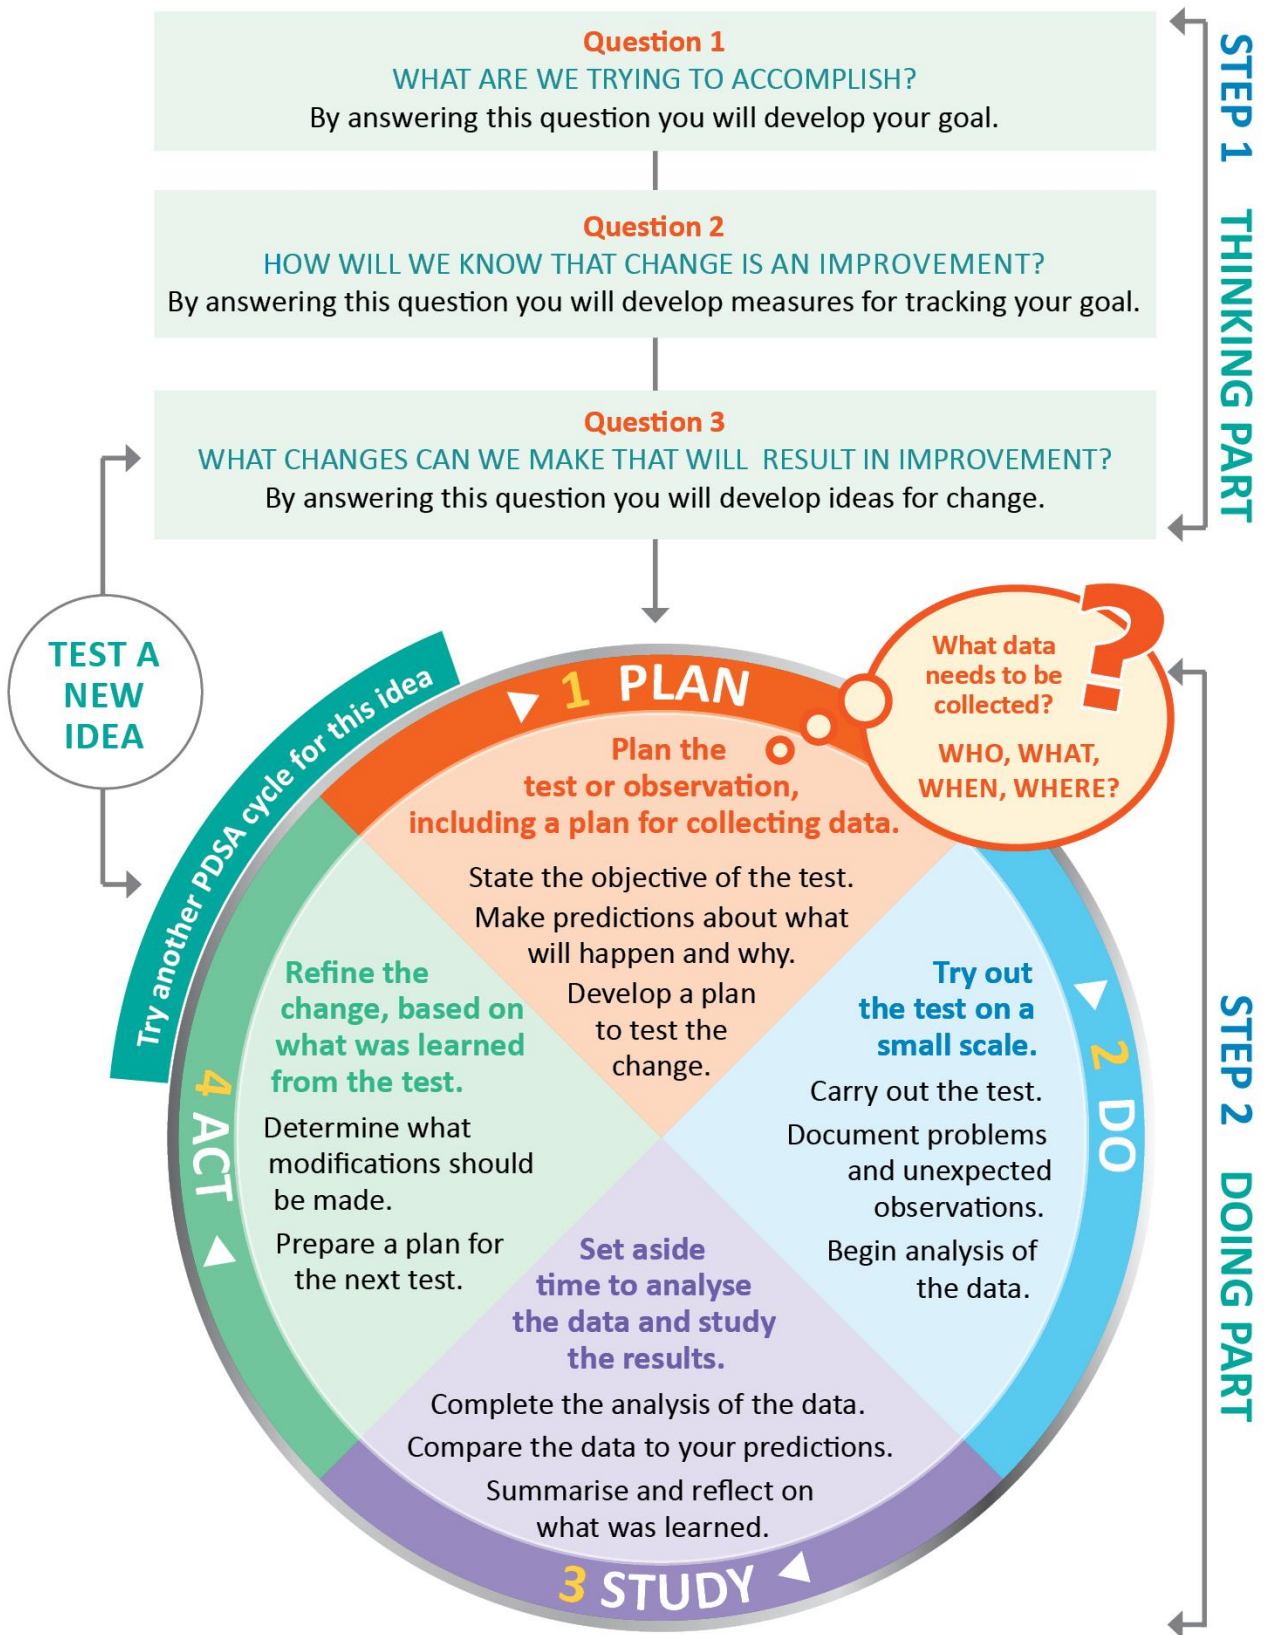 Question 1
WHAT ARE WE TRYING TO ACCOMPLISH?
By answering this question you will develop your goal.
Question 2
HOW WILL WE KNOW THAT CHANGE IS AN IMPROVEMENT?
By answering this question you will develop measures for tracking your goal.
Question 3
WHAT CHANGES CAN WE MAKE THAT WILL RESULT IN IMPROVEMENT?
By answering this question you will develop ideas for change.
STEP 1 THINKING PART
TEST A
NEW
IDEA
Try another PDSA cycle for this idea
1 PLAN
What data
needs to be
collected?
WHO, WHAT,
WHEN, WHERE?
?
Plan the
test or observation,
including a plan for collecting data.
State the objective of the test.
Make predictions about what
will happen and why.
Develop a plan
to test the
change.
2 DO
Try out
the test on a
small scale.
Carry out the test.
Document problems
and unexpected
observations.
Begin analysis of
the data.
3 STUDY
Set aside
time to analyse
the data and study
the results.
Complete the analysis of the data.
Compare the data to your predictions.
Summarise and reflect on
what was learned.
4 ACT
Refine the
change, based on
what was learned
from the test.
Determine what
modifications should
be made.
Prepare a plan for
the next test.
STEP 2 DOING PART